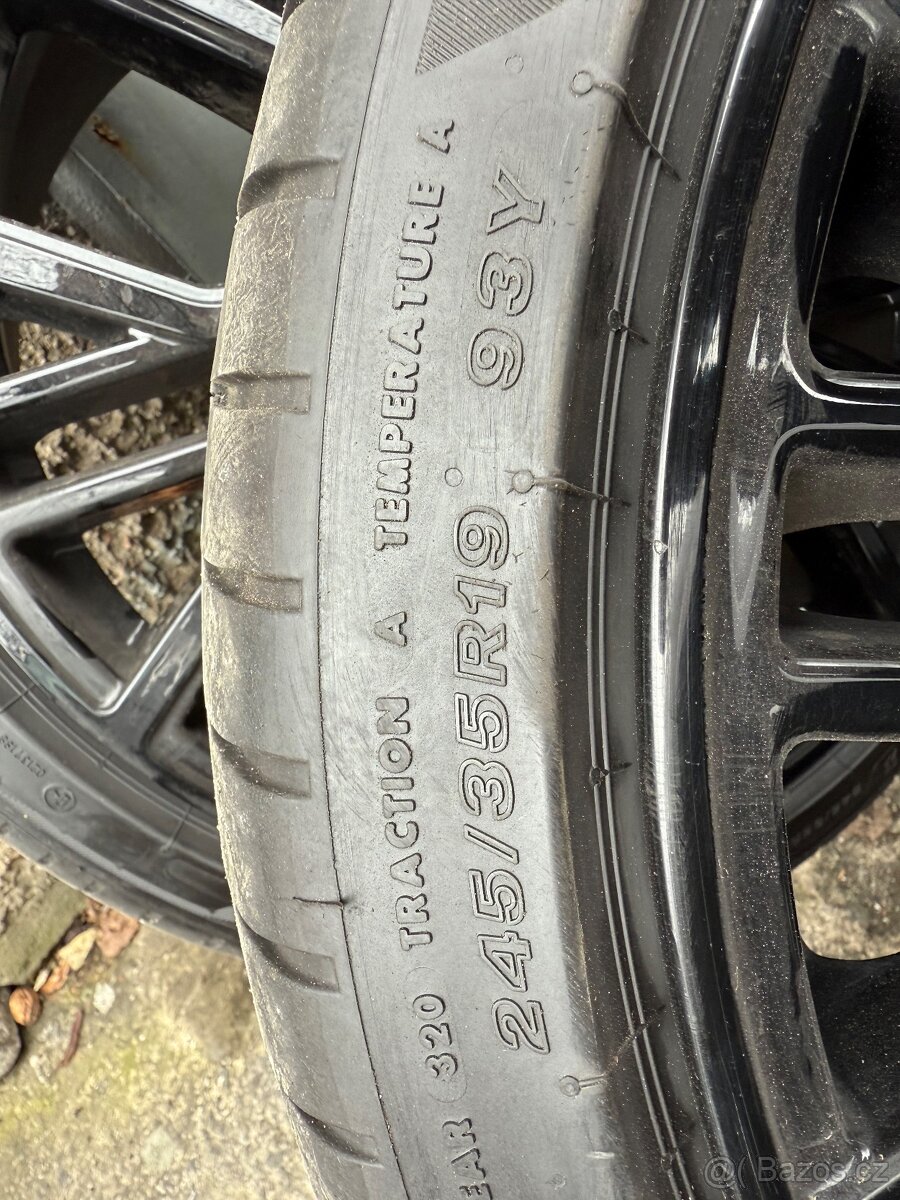 EAR 320 TRACTION A TEMPERATURE A
245/35R19 93Y
@( Bazos.cz